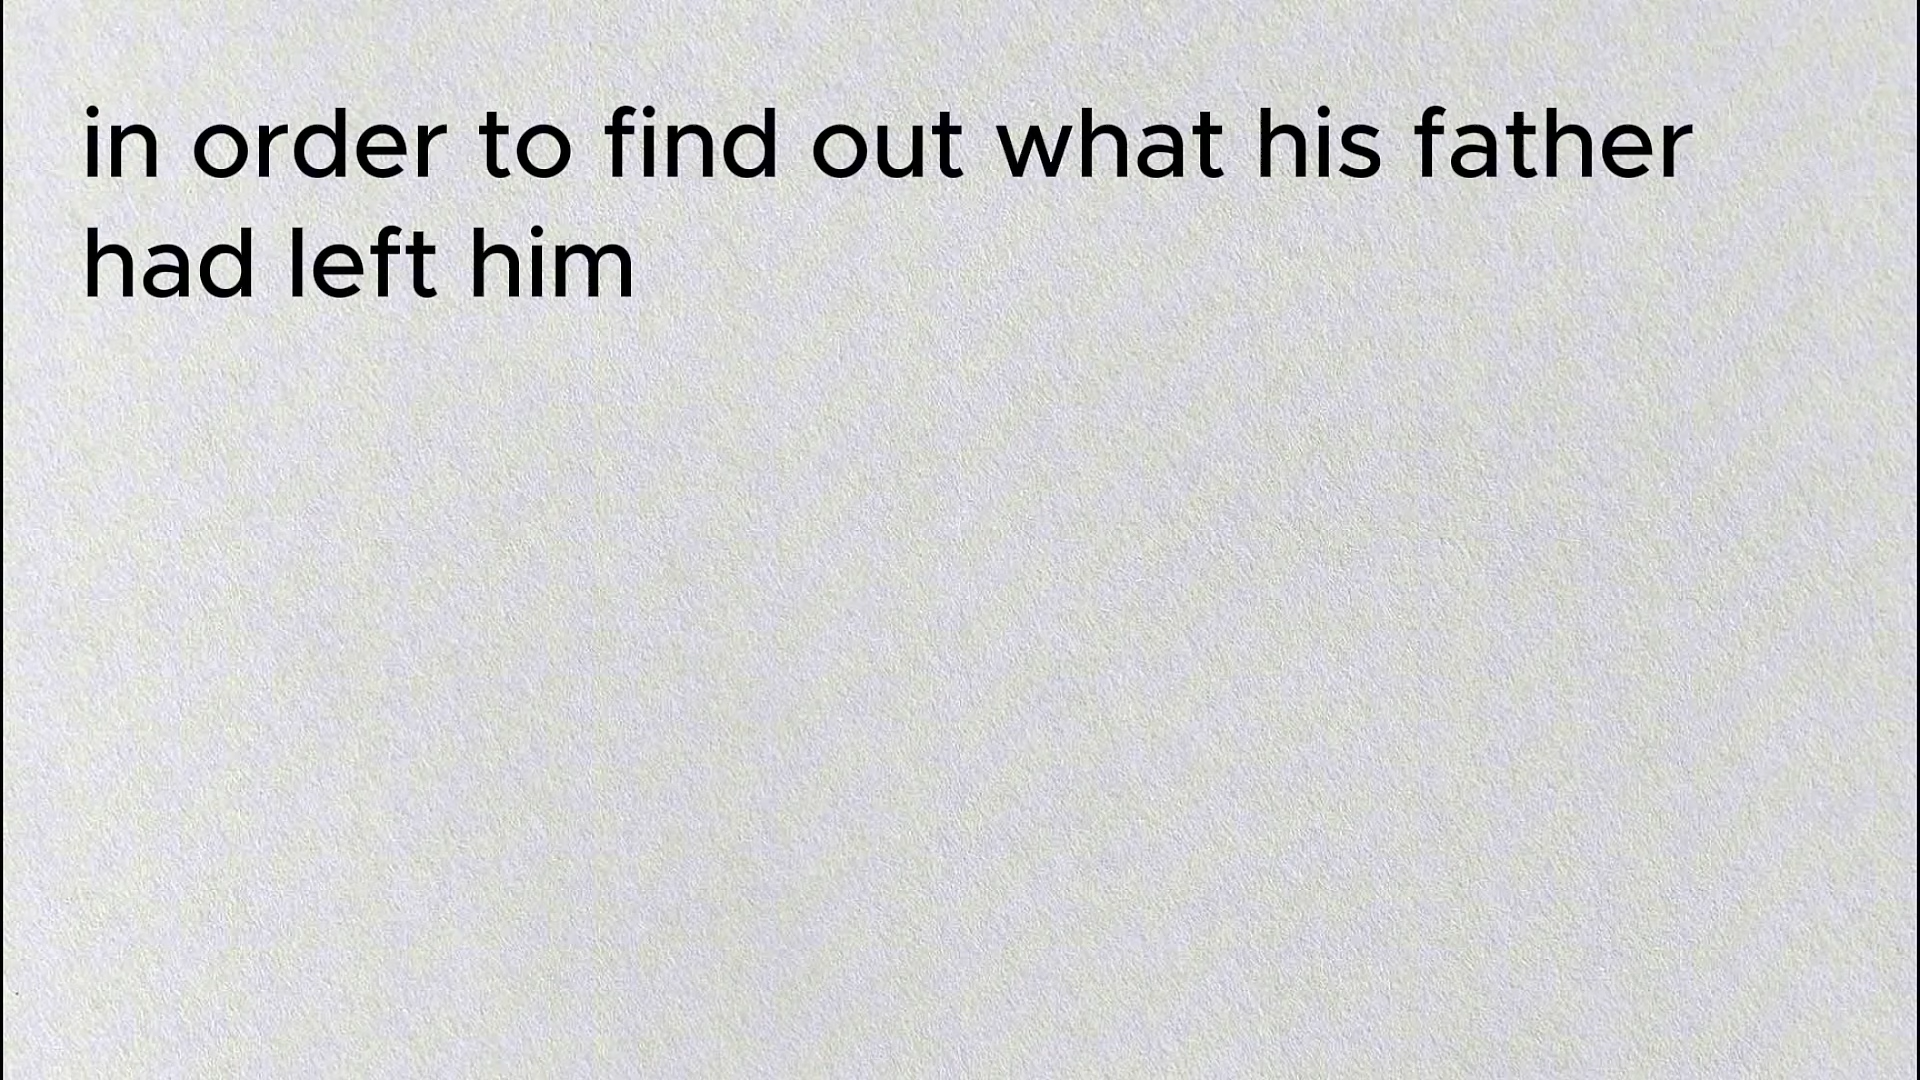 in order to find out what his father
had left him